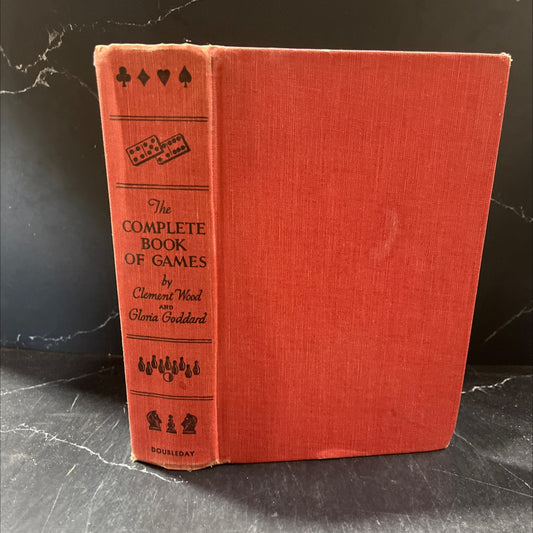 The
COMPLETE
BOOK
OF GAMES
by
Clement Wood
AND
Gloria Goddard
DOUBLEDAY